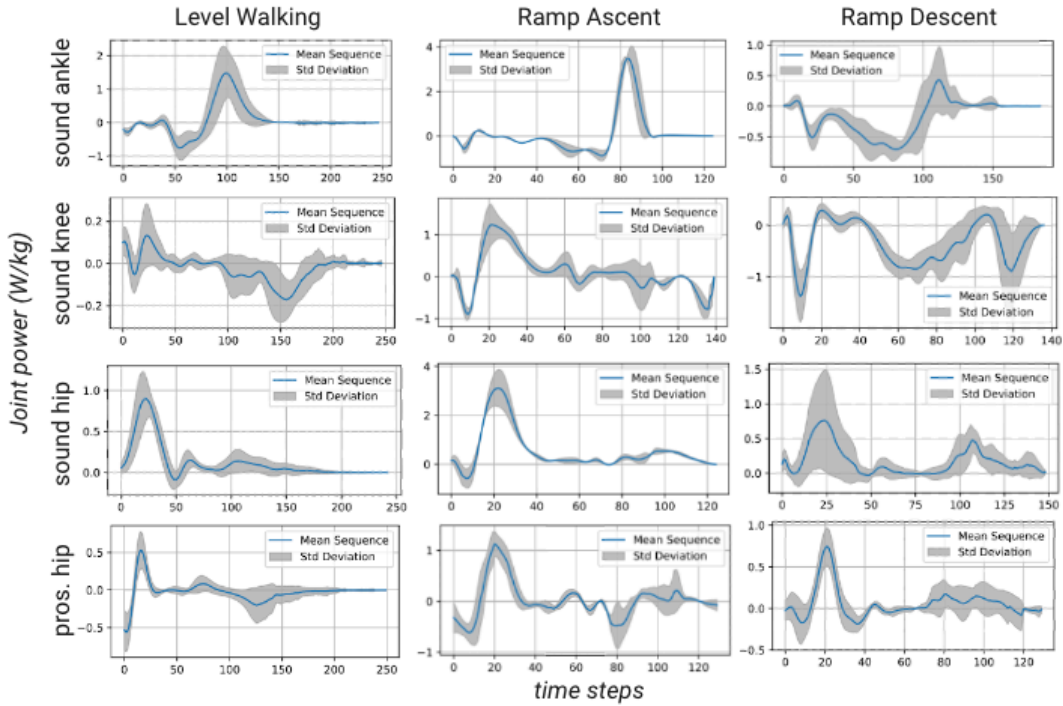 Level Walking Ramp Ascent Ramp Descent
Joint power (W/kg)
sound ankle
2
1
0
−1
Mean Sequence
Std Deviation
0 50 100 150 200 250
4
2
0
Mean Sequence
Std Deviation
0 20 40 60 80 100 120
1.0
0.5
0.0
−0.5
Mean Sequence
Std Deviation
0 50 100 150
sound knee
0.2
0.0
−0.2
Mean Sequence
Std Deviation
0 50 100 150 200 250
1
0
−1
Mean Sequence
Std Deviation
0 20 40 60 80 100 120 140
0
−1
Mean Sequence
Std Deviation
0 20 40 60 80 100 120 140
sound hip
1.0
0.5
0.0
Mean Sequence
Std Deviation
0 50 100 150 200 250
4
2
0
Mean Sequence
Std Deviation
0 20 40 60 80 100 120
1.5
1.0
0.5
0.0
Mean Sequence
Std Deviation
0 25 50 75 100 125 150
pros. hip
0.5
0.0
−0.5
Mean Sequence
Std Deviation
0 50 100 150 200 250
1
0
−1
Mean Sequence
Std Deviation
0 20 40 60 80 100 120
1.0
0.5
0.0
−0.5
Mean Sequence
Std Deviation
0 20 40 60 80 100 120
time steps